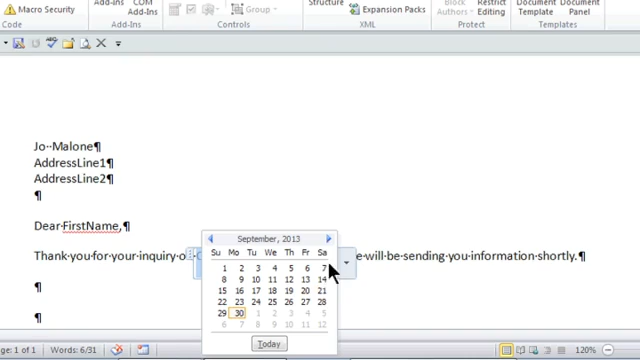 Macro Security
Add-Ins
COM
Add-Ins
Group
Structure
Expansion Packs
Block
Authors
Restrict
Editing
Document
Template
Document
Panel
Code
Add-Ins
Controls
XML
Protect
Templates
Jo··Malone¶
AddressLine1¶
AddressLine2¶
¶
Dear·FirstName,¶
Thank·you·for·your·inquiry·o
e·will·be·sending·you·information·shortly.¶
September, 2013
Su Mo Tu We Th Fr Sa
1 2 3 4 5 6 7
8 9 10 11 12 13 14
15 16 17 18 19 20 21
22 23 24 25 26 27 28
29 30 1 2 3 4 5
6 7 8 9 10 11 12
Today
¶
¶
age: 1 of 1
Words: 6/31
120%